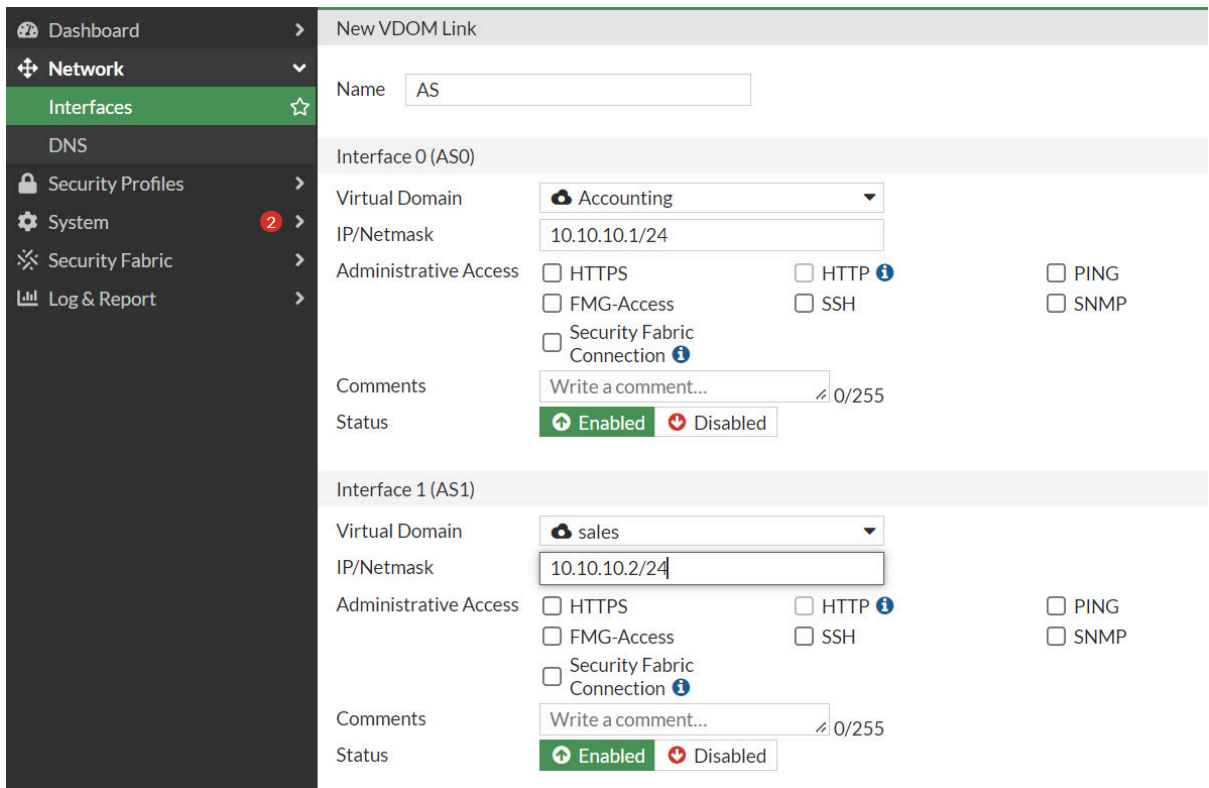 Dashboard
Network
Interfaces
DNS
Security Profiles
System 2
Security Fabric
Log & Report
New VDOM Link
Name AS
Interface 0 (AS0)
Virtual Domain Accounting
IP/Netmask 10.10.10.1/24
Administrative Access HTTPS HTTP PING
FMG-Access SSH SNMP
Security Fabric
Connection
Comments Write a comment... 0/255
Status Enabled Disabled
Interface 1 (AS1)
Virtual Domain sales
IP/Netmask 10.10.10.2/24
Administrative Access HTTPS HTTP PING
FMG-Access SSH SNMP
Security Fabric
Connection
Comments Write a comment... 0/255
Status Enabled Disabled